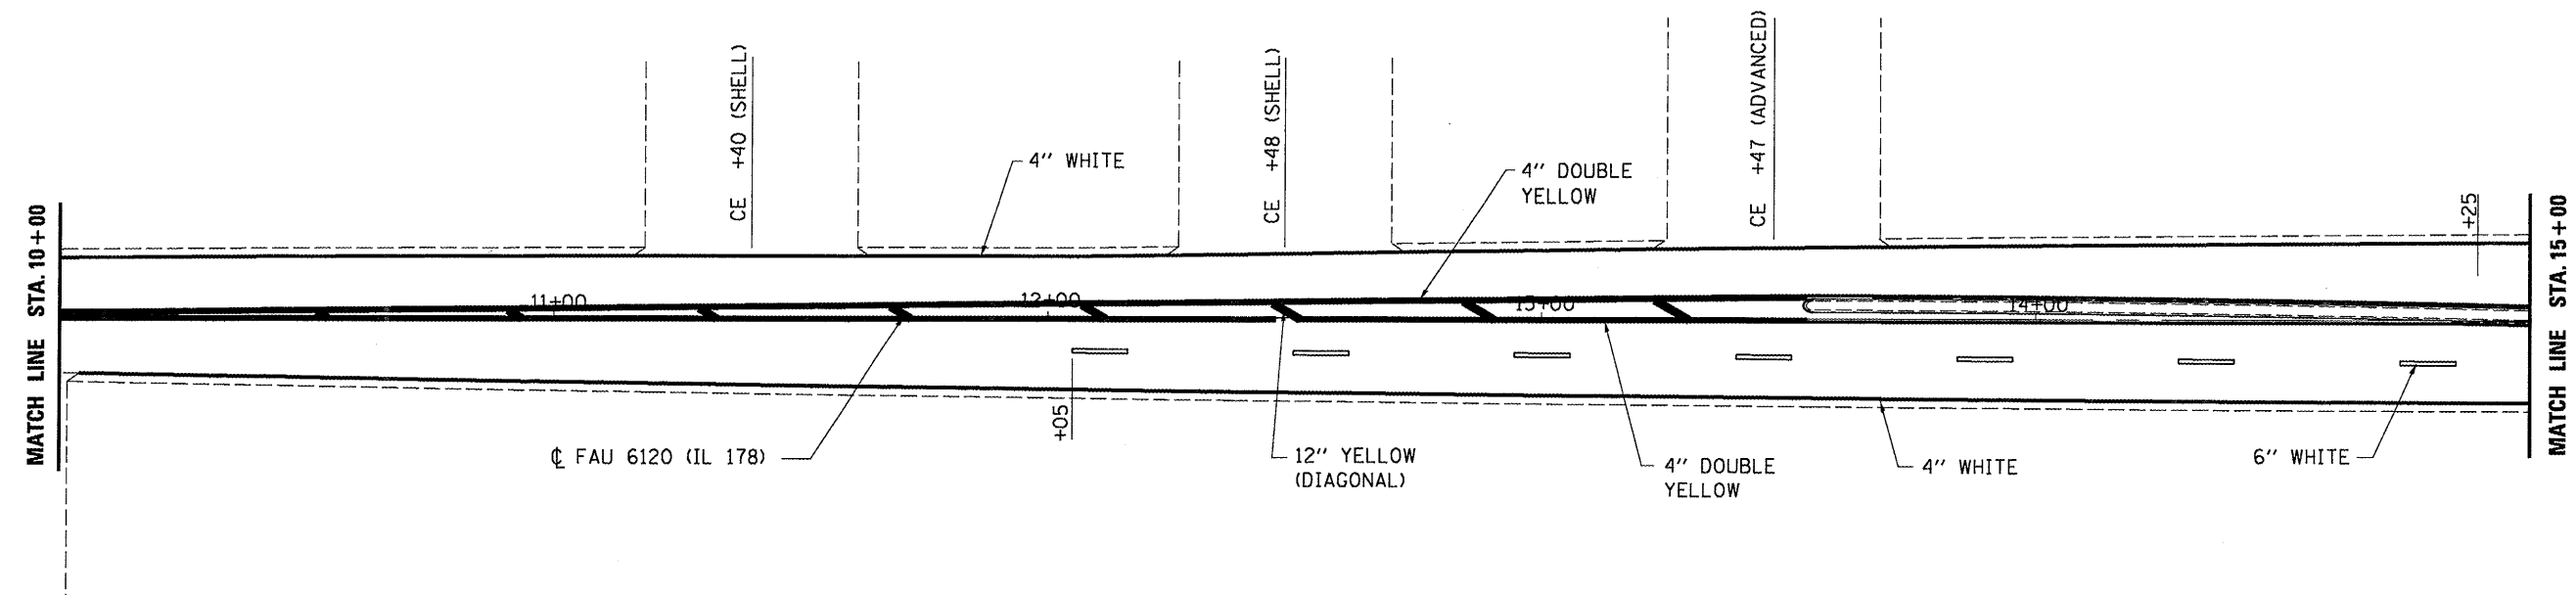 CE +40 (SHELL)
CE +48 (SHELL)
CE +47 (ADVANCED)
4'' WHITE
4'' DOUBLE
YELLOW
+25
MATCH LINE STA. 10+00
MATCH LINE STA. 15+00
11+00
12+00
13+00
14+00
+05
℄ FAU 6120 (IL 178)
12'' YELLOW
(DIAGONAL)
4'' DOUBLE
YELLOW
4'' WHITE
6'' WHITE